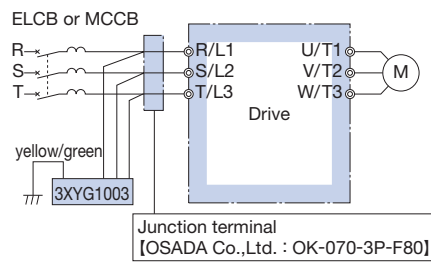 ELCB or MCCB
R R/L1 U/T1
S S/L2 V/T2 M
T T/L3 W/T3
Drive
yellow/green
3XYG1003
Junction terminal
【OSADA Co.,Ltd. : OK-070-3P-F80】